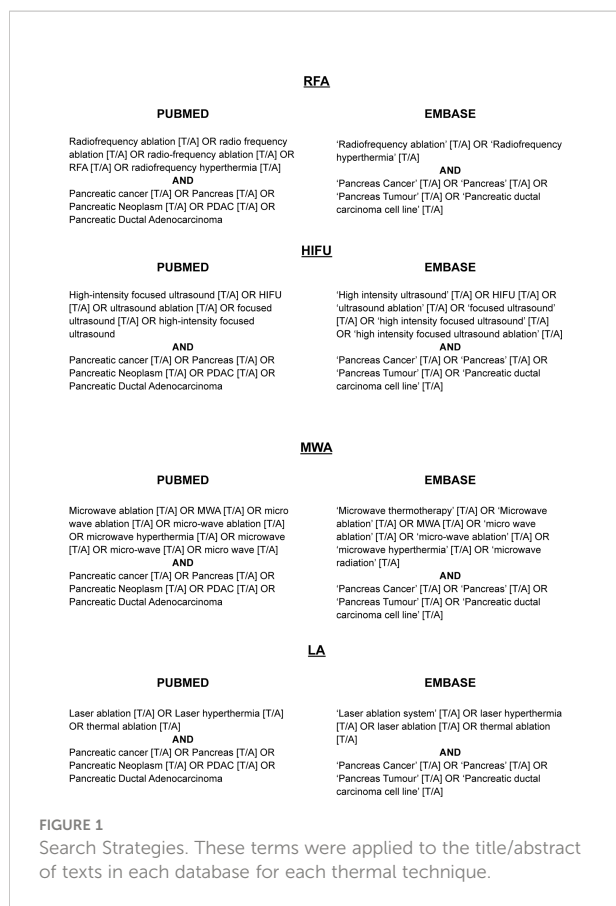 RFA
PUBMED
Radiofrequency ablation [T/A] OR radio frequency
ablation [T/A] OR radio-frequency ablation [T/A] OR
RFA [T/A] OR radiofrequency hyperthermia [T/A]
AND
Pancreatic cancer [T/A] OR Pancreas [T/A] OR
Pancreatic Neoplasm [T/A] OR PDAC [T/A] OR
Pancreatic Ductal Adenocarcinoma
EMBASE
‘Radiofrequency ablation’ [T/A] OR ‘Radiofrequency
hyperthermia’ [T/A]
AND
‘Pancreas Cancer’ [T/A] OR ‘Pancreas’ [T/A] OR
‘Pancreas Tumour’ [T/A] OR ‘Pancreatic ductal
carcinoma cell line’ [T/A]
HIFU
PUBMED
High-intensity focused ultrasound [T/A] OR HIFU
[T/A] OR ultrasound ablation [T/A] OR focused
ultrasound [T/A] OR high-intensity focused
ultrasound
AND
Pancreatic cancer [T/A] OR Pancreas [T/A] OR
Pancreatic Neoplasm [T/A] OR PDAC [T/A] OR
Pancreatic Ductal Adenocarcinoma
EMBASE
‘High intensity ultrasound’ [T/A] OR HIFU [T/A] OR
‘ultrasound ablation’ [T/A] OR ‘focused ultrasound’
[T/A] OR ‘high intensity focused ultrasound’ [T/A]
OR ‘high intensity focused ultrasound ablation’ [T/A]
AND
‘Pancreas Cancer’ [T/A] OR ‘Pancreas’ [T/A] OR
‘Pancreas Tumour’ [T/A] OR ‘Pancreatic ductal
carcinoma cell line’ [T/A]
MWA
PUBMED
Microwave ablation [T/A] OR MWA [T/A] OR micro
wave ablation [T/A] OR micro-wave ablation [T/A]
OR microwave hyperthermia [T/A] OR microwave
[T/A] OR micro-wave [T/A] OR micro wave [T/A]
AND
Pancreatic cancer [T/A] OR Pancreas [T/A] OR
Pancreatic Neoplasm [T/A] OR PDAC [T/A] OR
Pancreatic Ductal Adenocarcinoma
EMBASE
‘Microwave thermotherapy’ [T/A] OR ‘Microwave
ablation’ [T/A] OR MWA [T/A] OR ‘micro wave
ablation’ [T/A] OR ‘micro-wave ablation’ [T/A] OR
‘microwave hyperthermia’ [T/A] OR ‘microwave
radiation’ [T/A]
AND
‘Pancreas Cancer’ [T/A] OR ‘Pancreas’ [T/A] OR
‘Pancreas Tumour’ [T/A] OR ‘Pancreatic ductal
carcinoma cell line’ [T/A]
LA
PUBMED
Laser ablation [T/A] OR Laser hyperthermia [T/A]
OR thermal ablation [T/A]
AND
Pancreatic cancer [T/A] OR Pancreas [T/A] OR
Pancreatic Neoplasm [T/A] OR PDAC [T/A] OR
Pancreatic Ductal Adenocarcinoma
EMBASE
‘Laser ablation system’ [T/A] OR laser hyperthermia
[T/A] OR laser ablation [T/A] OR thermal ablation
[T/A]
AND
‘Pancreas Cancer’ [T/A] OR ‘Pancreas’ [T/A] OR
‘Pancreas Tumour’ [T/A] OR ‘Pancreatic ductal
carcinoma cell line’ [T/A]
FIGURE 1
Search Strategies. These terms were applied to the title/abstract
of texts in each database for each thermal technique.